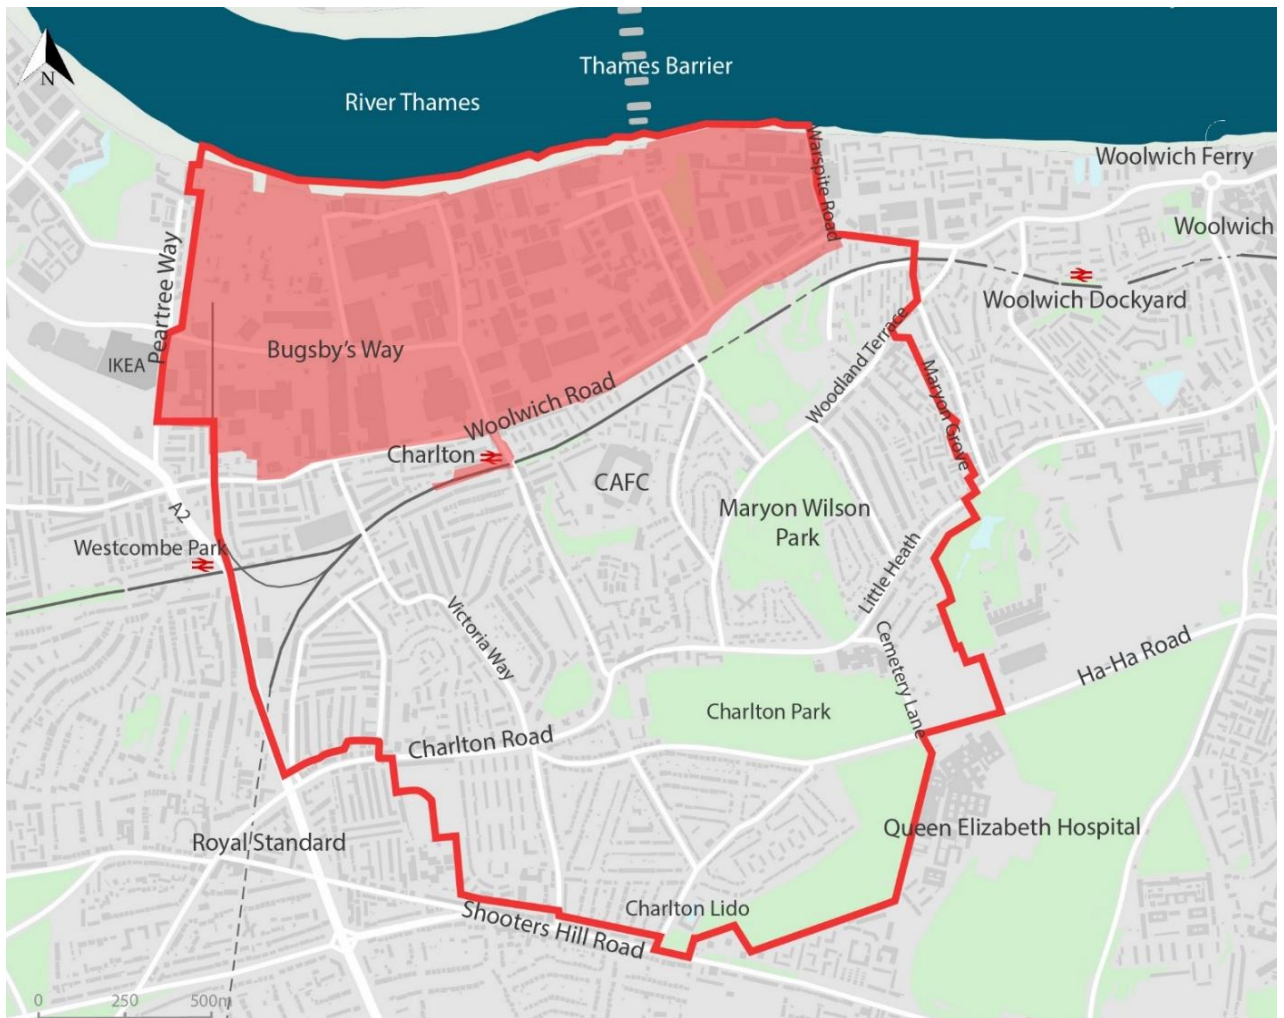 Thames Barrier
River Thames
N
Warspite Road
Woolwich Ferry
Woolwich
Peartree Way
Woolwich Dockyard
IKEA
Bugsby's Way
Woodland Terrace
Woolwich Road
Maryon Grove
Charlton
CAFC
A2
Maryon Wilson
Park
Westcombe Park
Little Heath
Victoria Way
Cemetery Lane
Ha-Ha Road
Charlton Park
Charlton Road
Royal Standard
Queen Elizabeth Hospital
Charlton Lido
Shooters Hill Road
0 250 500m